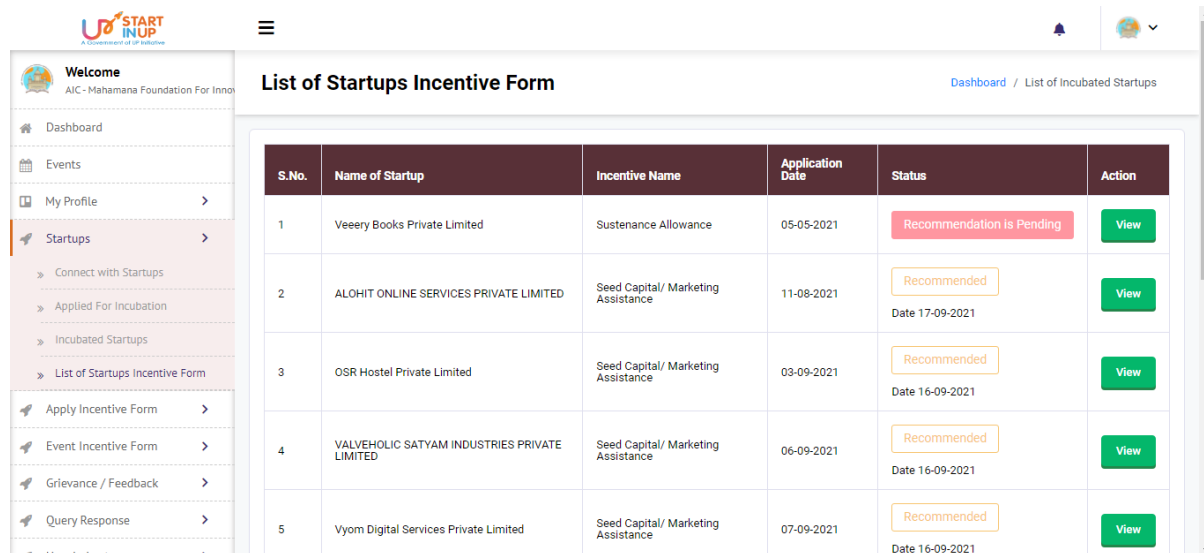 START
INUP
A Government of UP Initiative
Welcome
AIC - Mahamana Foundation For Innov
List of Startups Incentive Form
Dashboard / List of Incubated Startups
Dashboard
Events
My Profile
Startups
Connect with Startups
Applied For Incubation
Incubated Startups
List of Startups Incentive Form
Apply Incentive Form
Event Incentive Form
Grievance / Feedback
Query Response
S.No. Name of Startup Incentive Name Application Date Status Action
1 Veeery Books Private Limited Sustenance Allowance 05-05-2021 Recommendation is Pending View
2 ALOHIT ONLINE SERVICES PRIVATE LIMITED Seed Capital/ Marketing Assistance 11-08-2021 Recommended View
Date 17-09-2021
3 OSR Hostel Private Limited Seed Capital/ Marketing Assistance 03-09-2021 Recommended View
Date 16-09-2021
4 VALVEHOLIC SATYAM INDUSTRIES PRIVATE LIMITED Seed Capital/ Marketing Assistance 06-09-2021 Recommended View
Date 16-09-2021
5 Vyom Digital Services Private Limited Seed Capital/ Marketing Assistance 07-09-2021 Recommended View
Date 16-09-2021